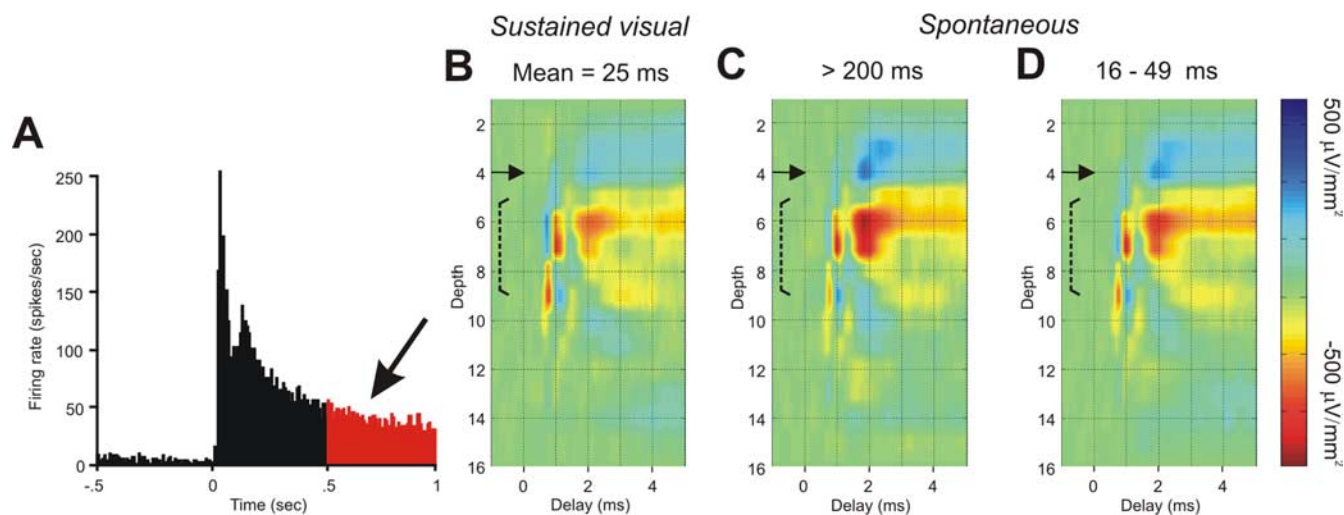 Sustained visual
Spontaneous
A
B
Mean = 25 ms
C
> 200 ms
D
16 - 49 ms
250
200
150
100
50
0
Firing rate (spikes/sec)
-.5
0
.5
1
Time (sec)
2
4
6
8
10
12
14
16
Depth
0
2
4
Delay (ms)
2
4
6
8
10
12
14
16
Depth
0
2
4
Delay (ms)
2
4
6
8
10
12
14
16
Depth
0
2
4
Delay (ms)
500 µV/mm²
-500 µV/mm²